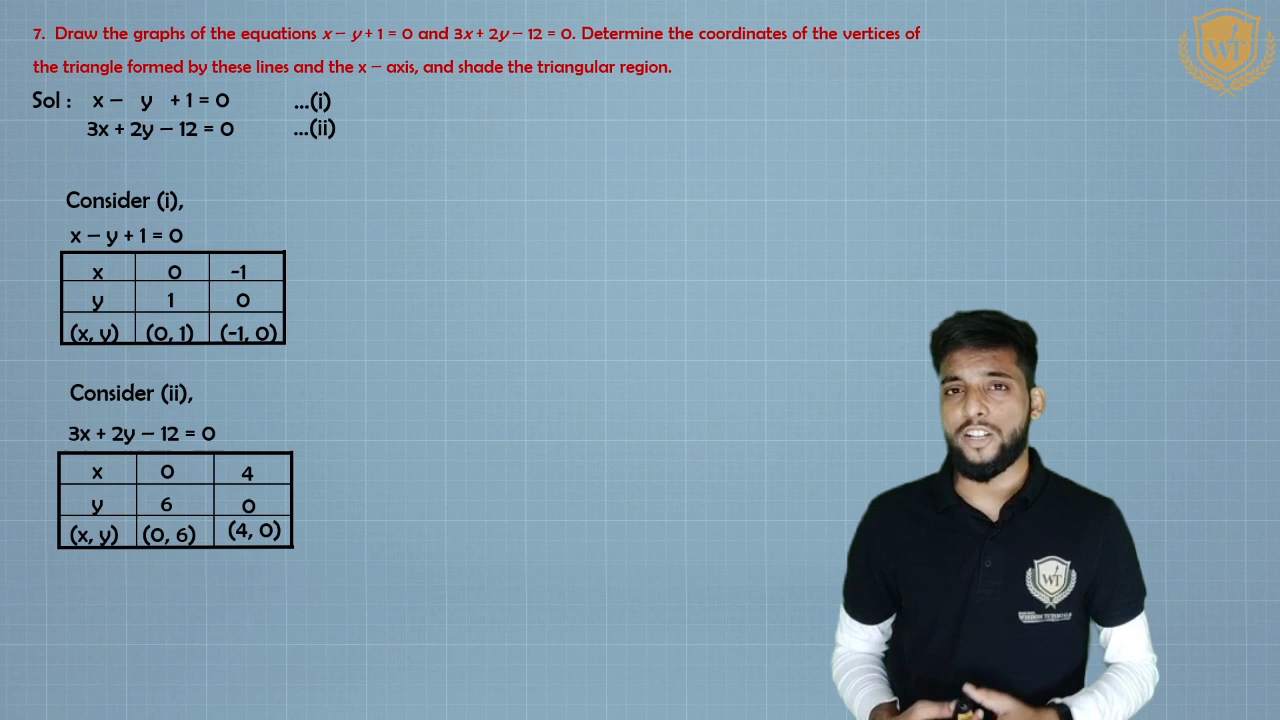 7. Draw the graphs of the equations x – y + 1 = 0 and 3x + 2y – 12 = 0. Determine the coordinates of the vertices of
the triangle formed by these lines and the x – axis, and shade the triangular region.
WT
Sol : x – y + 1 = 0 ...(i)
3x + 2y – 12 = 0 ...(ii)
Consider (i),
x – y + 1 = 0
x 0 -1
y 1 0
(x, y) (0, 1) (-1, 0)
Consider (ii),
3x + 2y – 12 = 0
x 0 4
y 6 0
(x, y) (0, 6) (4, 0)
WT